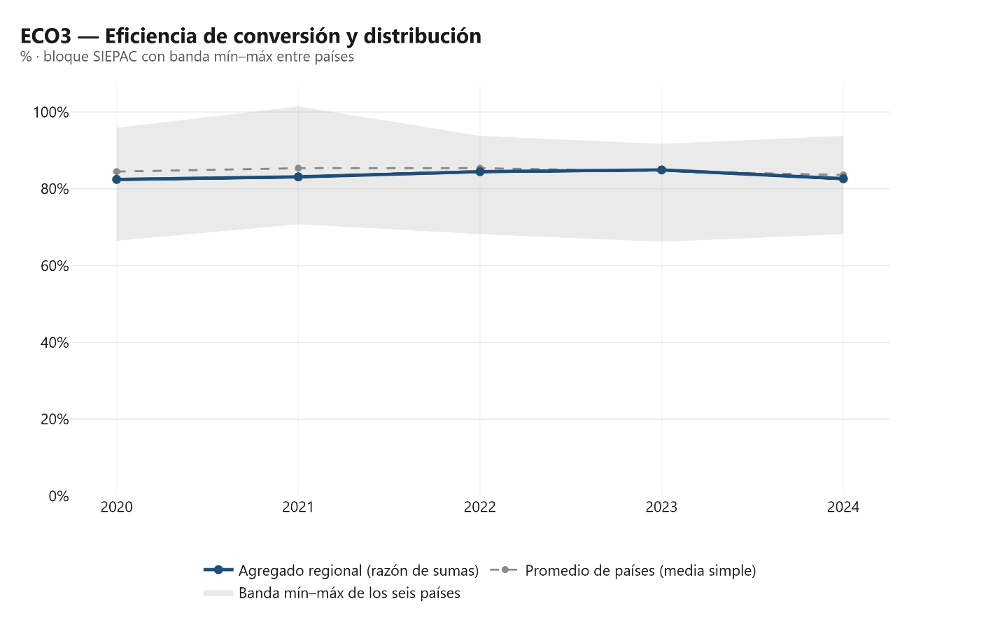 ECO3 — Eficiencia de conversión y distribución
% · bloque SIEPAC con banda mín–máx entre países
100%
80%
60%
40%
20%
0%
2020 2021 2022 2023 2024
Agregado regional (razón de sumas) Promedio de países (media simple)
Banda mín–máx de los seis países